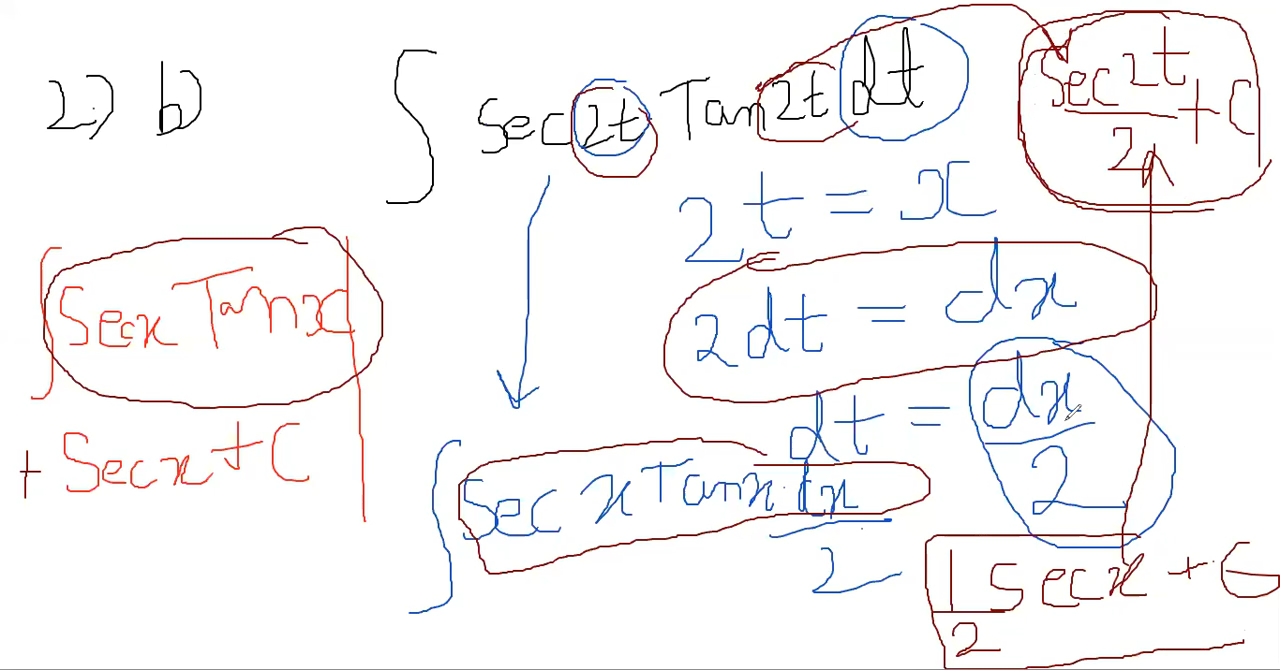 2) b) ∫ Sec 2t Tan 2t dt
Sec 2t / 2 + C
2t = x
∫ Secx Tanx
2dt = dx
dt = dx / 2
+ Secx + C
∫ Sec x Tan x · dx / 2
1/2 Secx + C